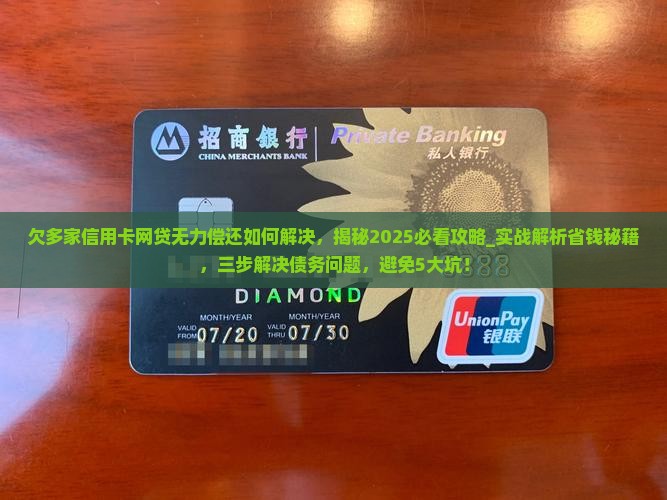 招商銀行
CHINA MERCHANTS BANK
Private Banking
私人银行
欠多家信用卡网贷无力偿还如何解决，揭秘2025必看攻略_实战解析省钱秘籍
，三步解决债务问题，避免5大坑！
DIAMOND
MONTH/YEAR MONTH/YEAR
VALID FROM 07/20 VALID THRU 07/30
UnionPay
银联